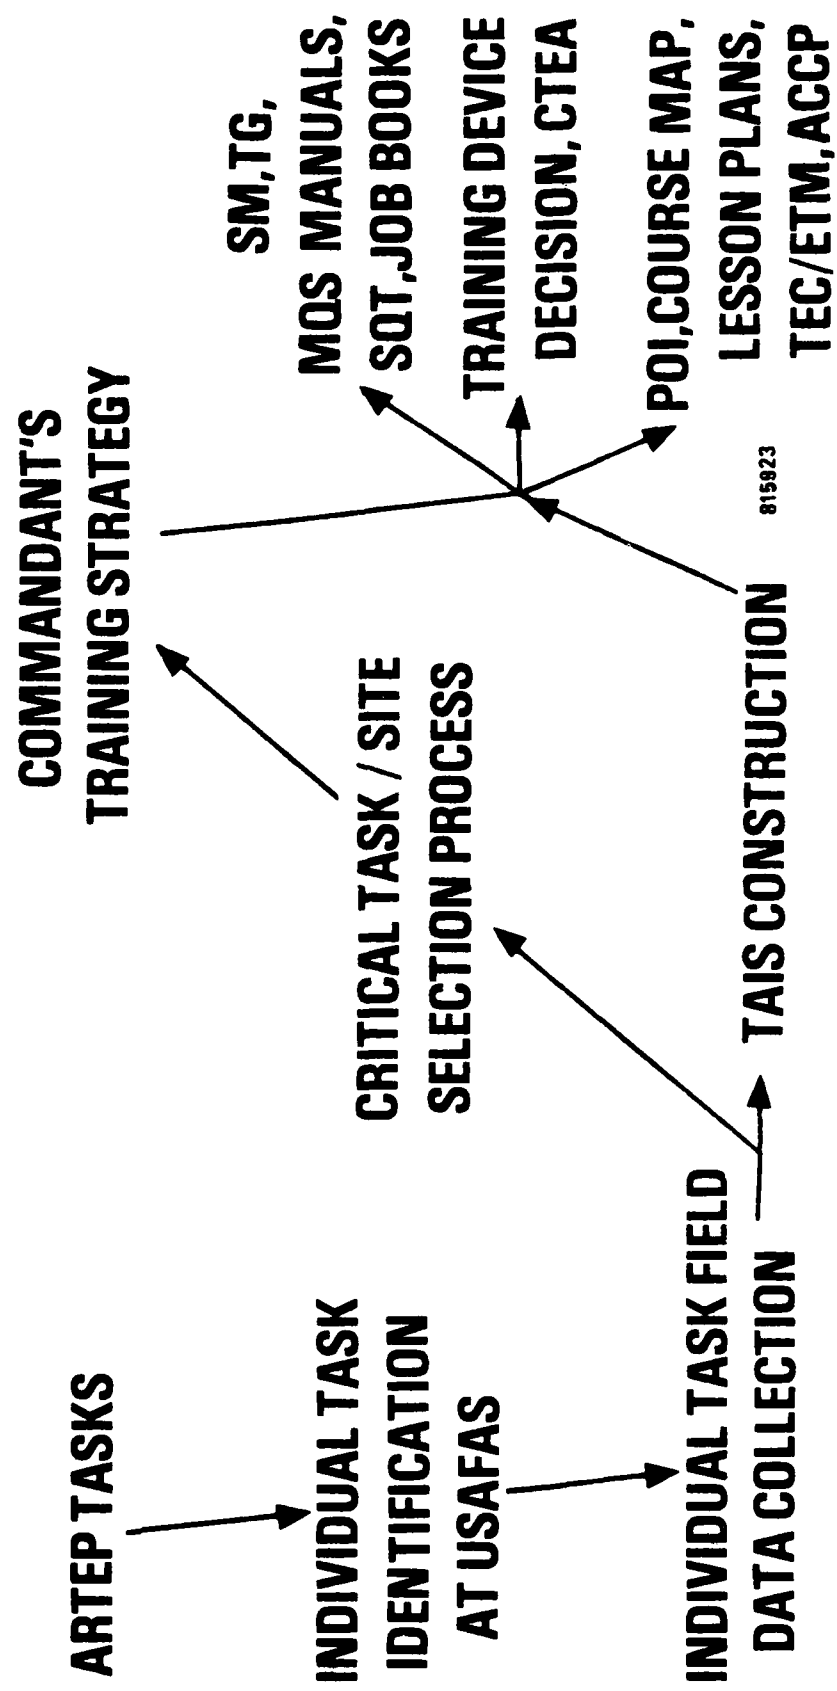 ARTEP TASKS
INDIVIDUAL TASK
IDENTIFICATION
AT USAFAS
INDIVIDUAL TASK FIELD
DATA COLLECTION
CRITICAL TASK / SITE
SELECTION PROCESS
TAIS CONSTRUCTION
COMMANDANT'S
TRAINING STRATEGY
SM,TG,
MQS MANUALS,
SQT,JOB BOOKS
TRAINING DEVICE
DECISION, CTEA
POI,COURSE MAP,
LESSON PLANS,
TEC/ETM,ACCP
815923